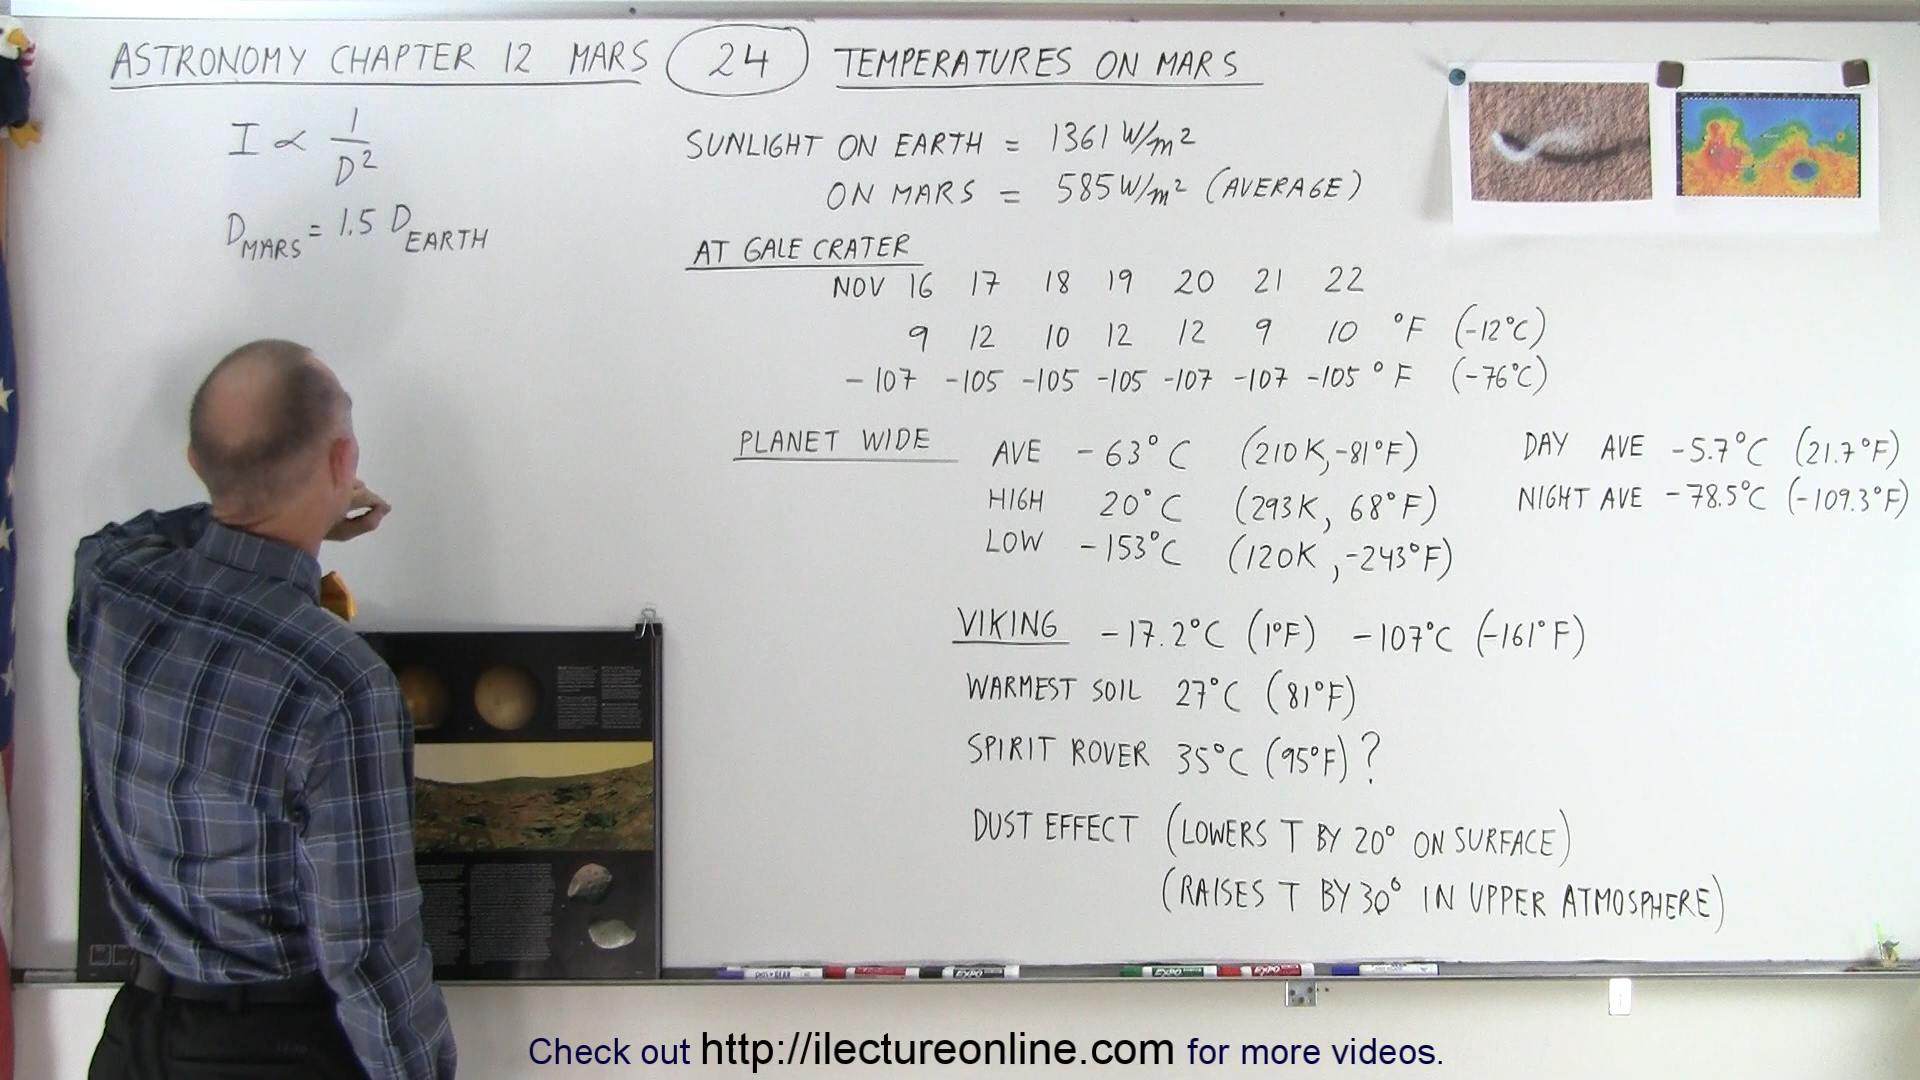 ASTRONOMY CHAPTER 12 MARS 24 TEMPERATURES ON MARS
I ∝ 1/D²
D MARS = 1.5 D EARTH
SUNLIGHT ON EARTH = 1361 W/m²
ON MARS = 585 W/m² (AVERAGE)
AT GALE CRATER
NOV 16 17 18 19 20 21 22
9 12 10 12 12 9 10 °F (-12°C)
-107 -105 -105 -105 -107 -107 -105 °F (-76°C)
PLANET WIDE AVE -63°C (210K, -81°F) DAY AVE -5.7°C (21.7°F)
HIGH 20°C (293K, 68°F) NIGHT AVE -78.5°C (-109.3°F)
LOW -153°C (120K, -243°F)
VIKING -17.2°C (1°F) -107°C (-161°F)
WARMEST SOIL 27°C (81°F)
SPIRIT ROVER 35°C (95°F)?
DUST EFFECT (LOWERS T BY 20° ON SURFACE)
(RAISES T BY 30° IN UPPER ATMOSPHERE)
EXPO EXPO EXPO
Check out http://ilectureonline.com for more videos.